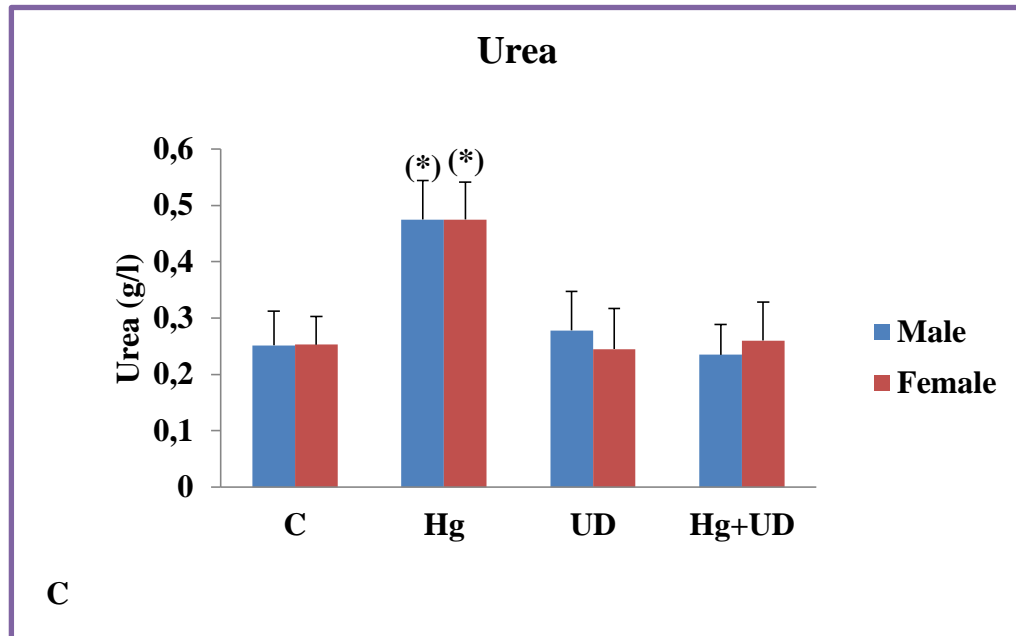 Urea
0,6
0,5
0,4
0,3
0,2
0,1
0
Urea (g/l)
(*) (*)
C Hg UD Hg+UD
Male
Female
C